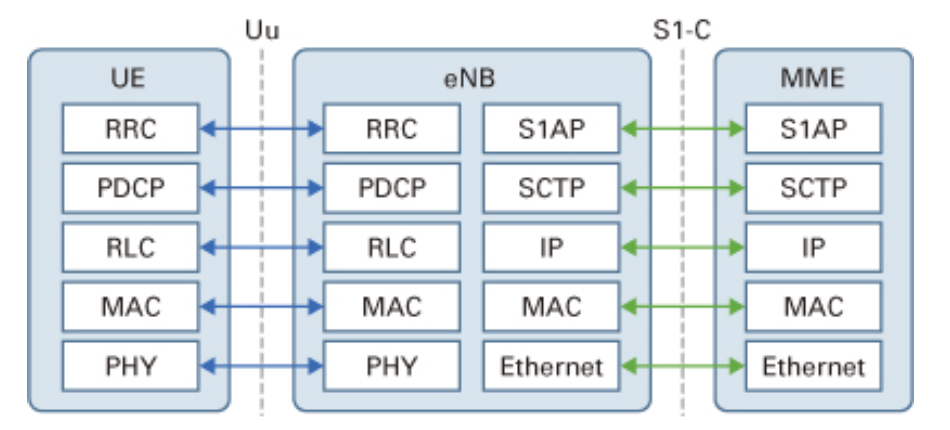 Uu S1-C
UE eNB MME
RRC RRC S1AP S1AP
PDCP PDCP SCTP SCTP
RLC RLC IP IP
MAC MAC MAC MAC
PHY PHY Ethernet Ethernet